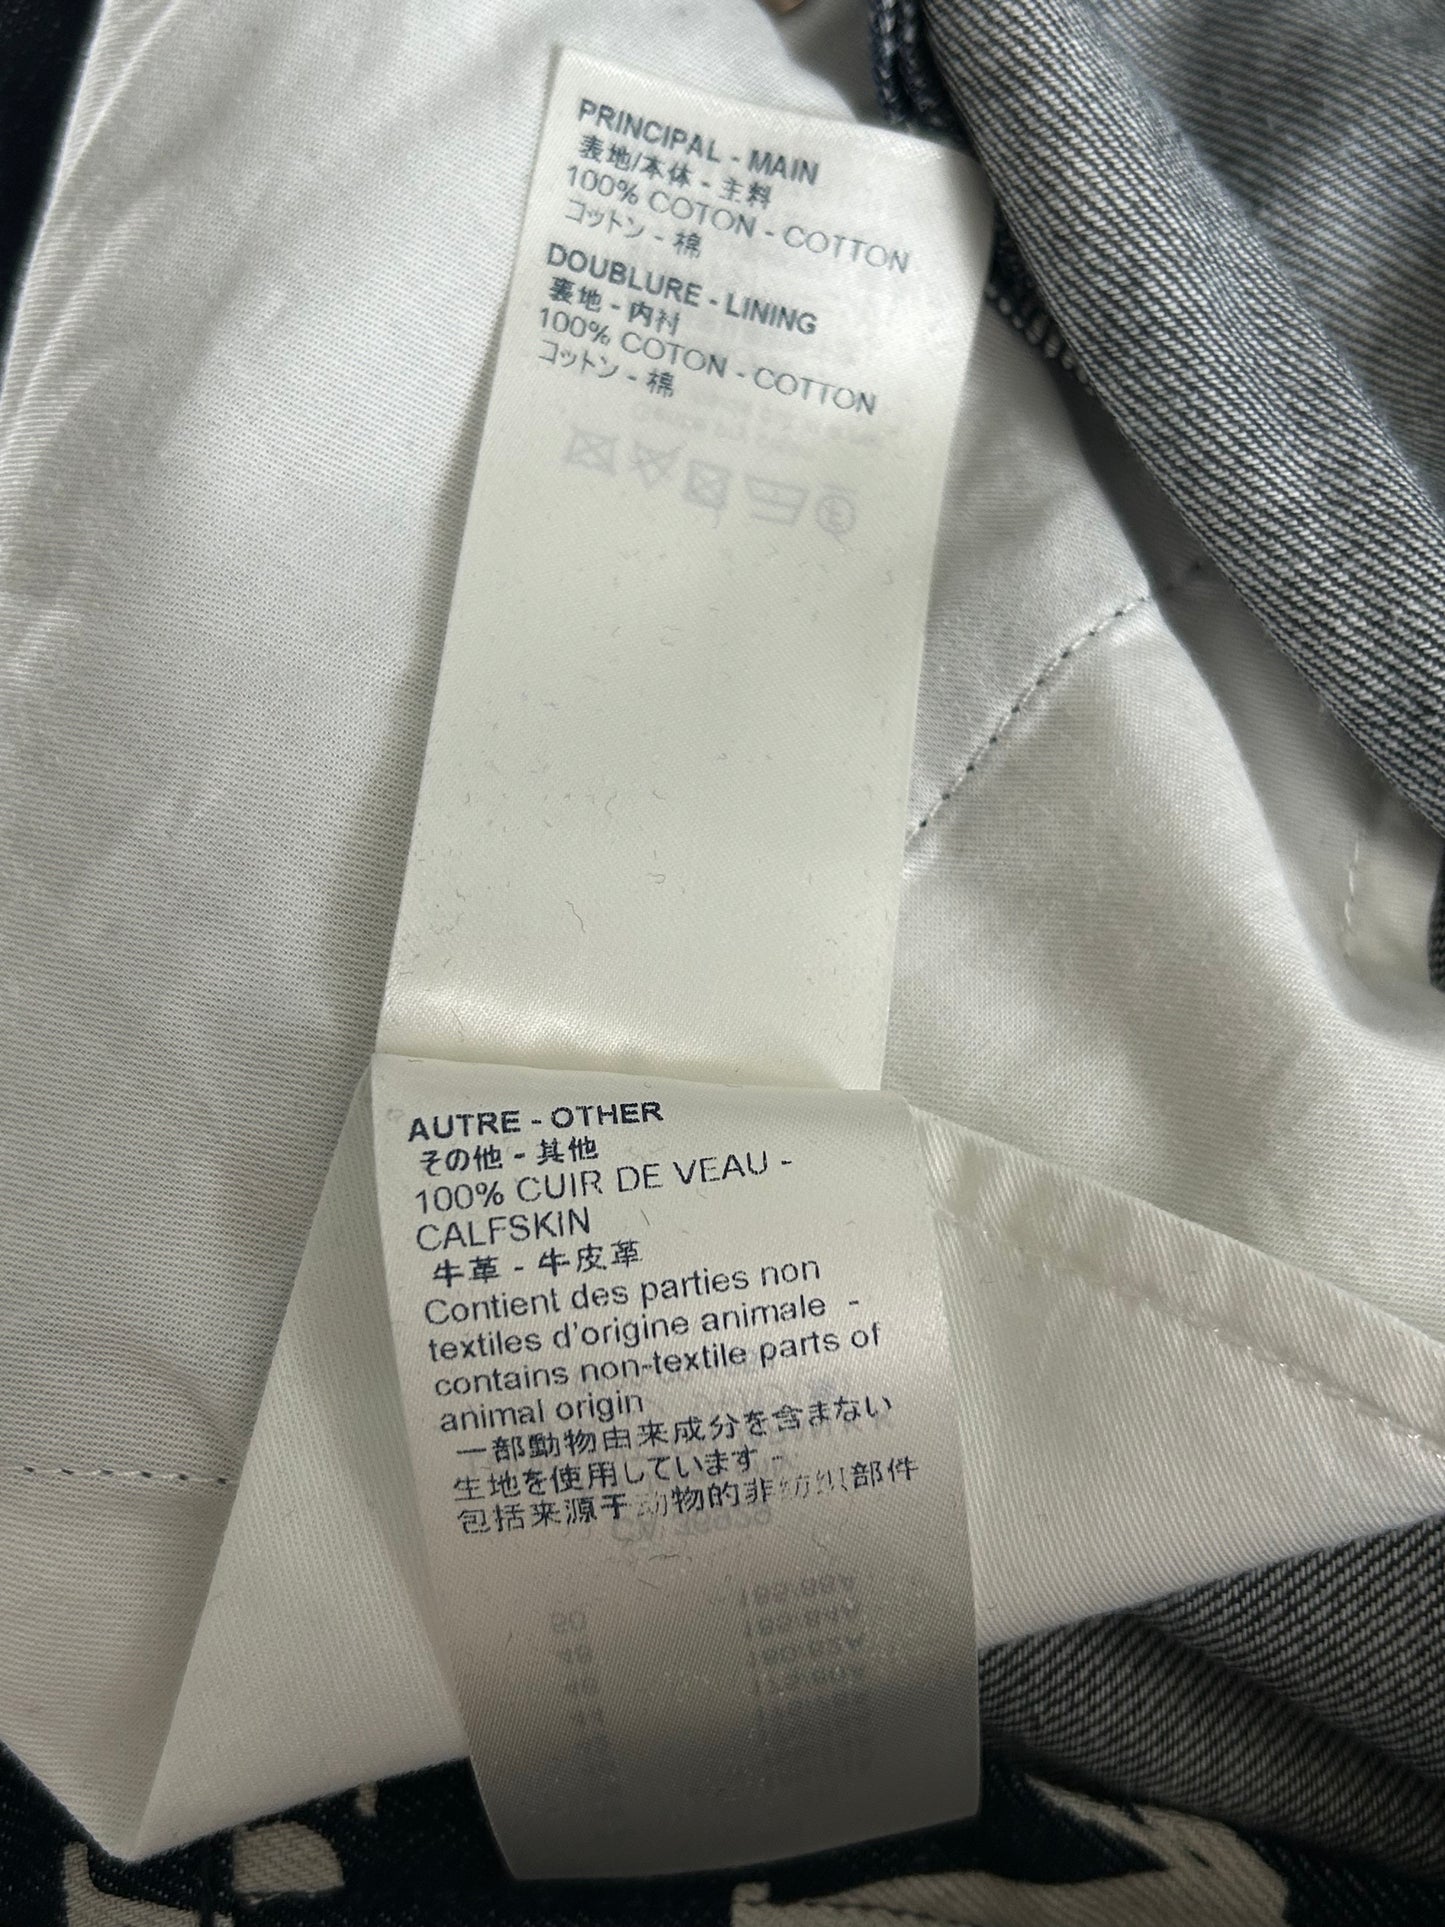 PRINCIPAL - MAIN
表地/本体 - 主料
100% COTON - COTTON
コットン - 棉
DOUBLURE - LINING
裏地 - 内衬
100% COTON - COTTON
コットン - 棉
AUTRE - OTHER
その他 - 其他
100% CUIR DE VEAU -
CALFSKIN
牛革 - 牛皮革
Contient des parties non
textiles d'origine animale -
contains non-textile parts of
animal origin
一部動物由来成分を含まない
生地を使用しています -
包括来源于动物的非纺织部件